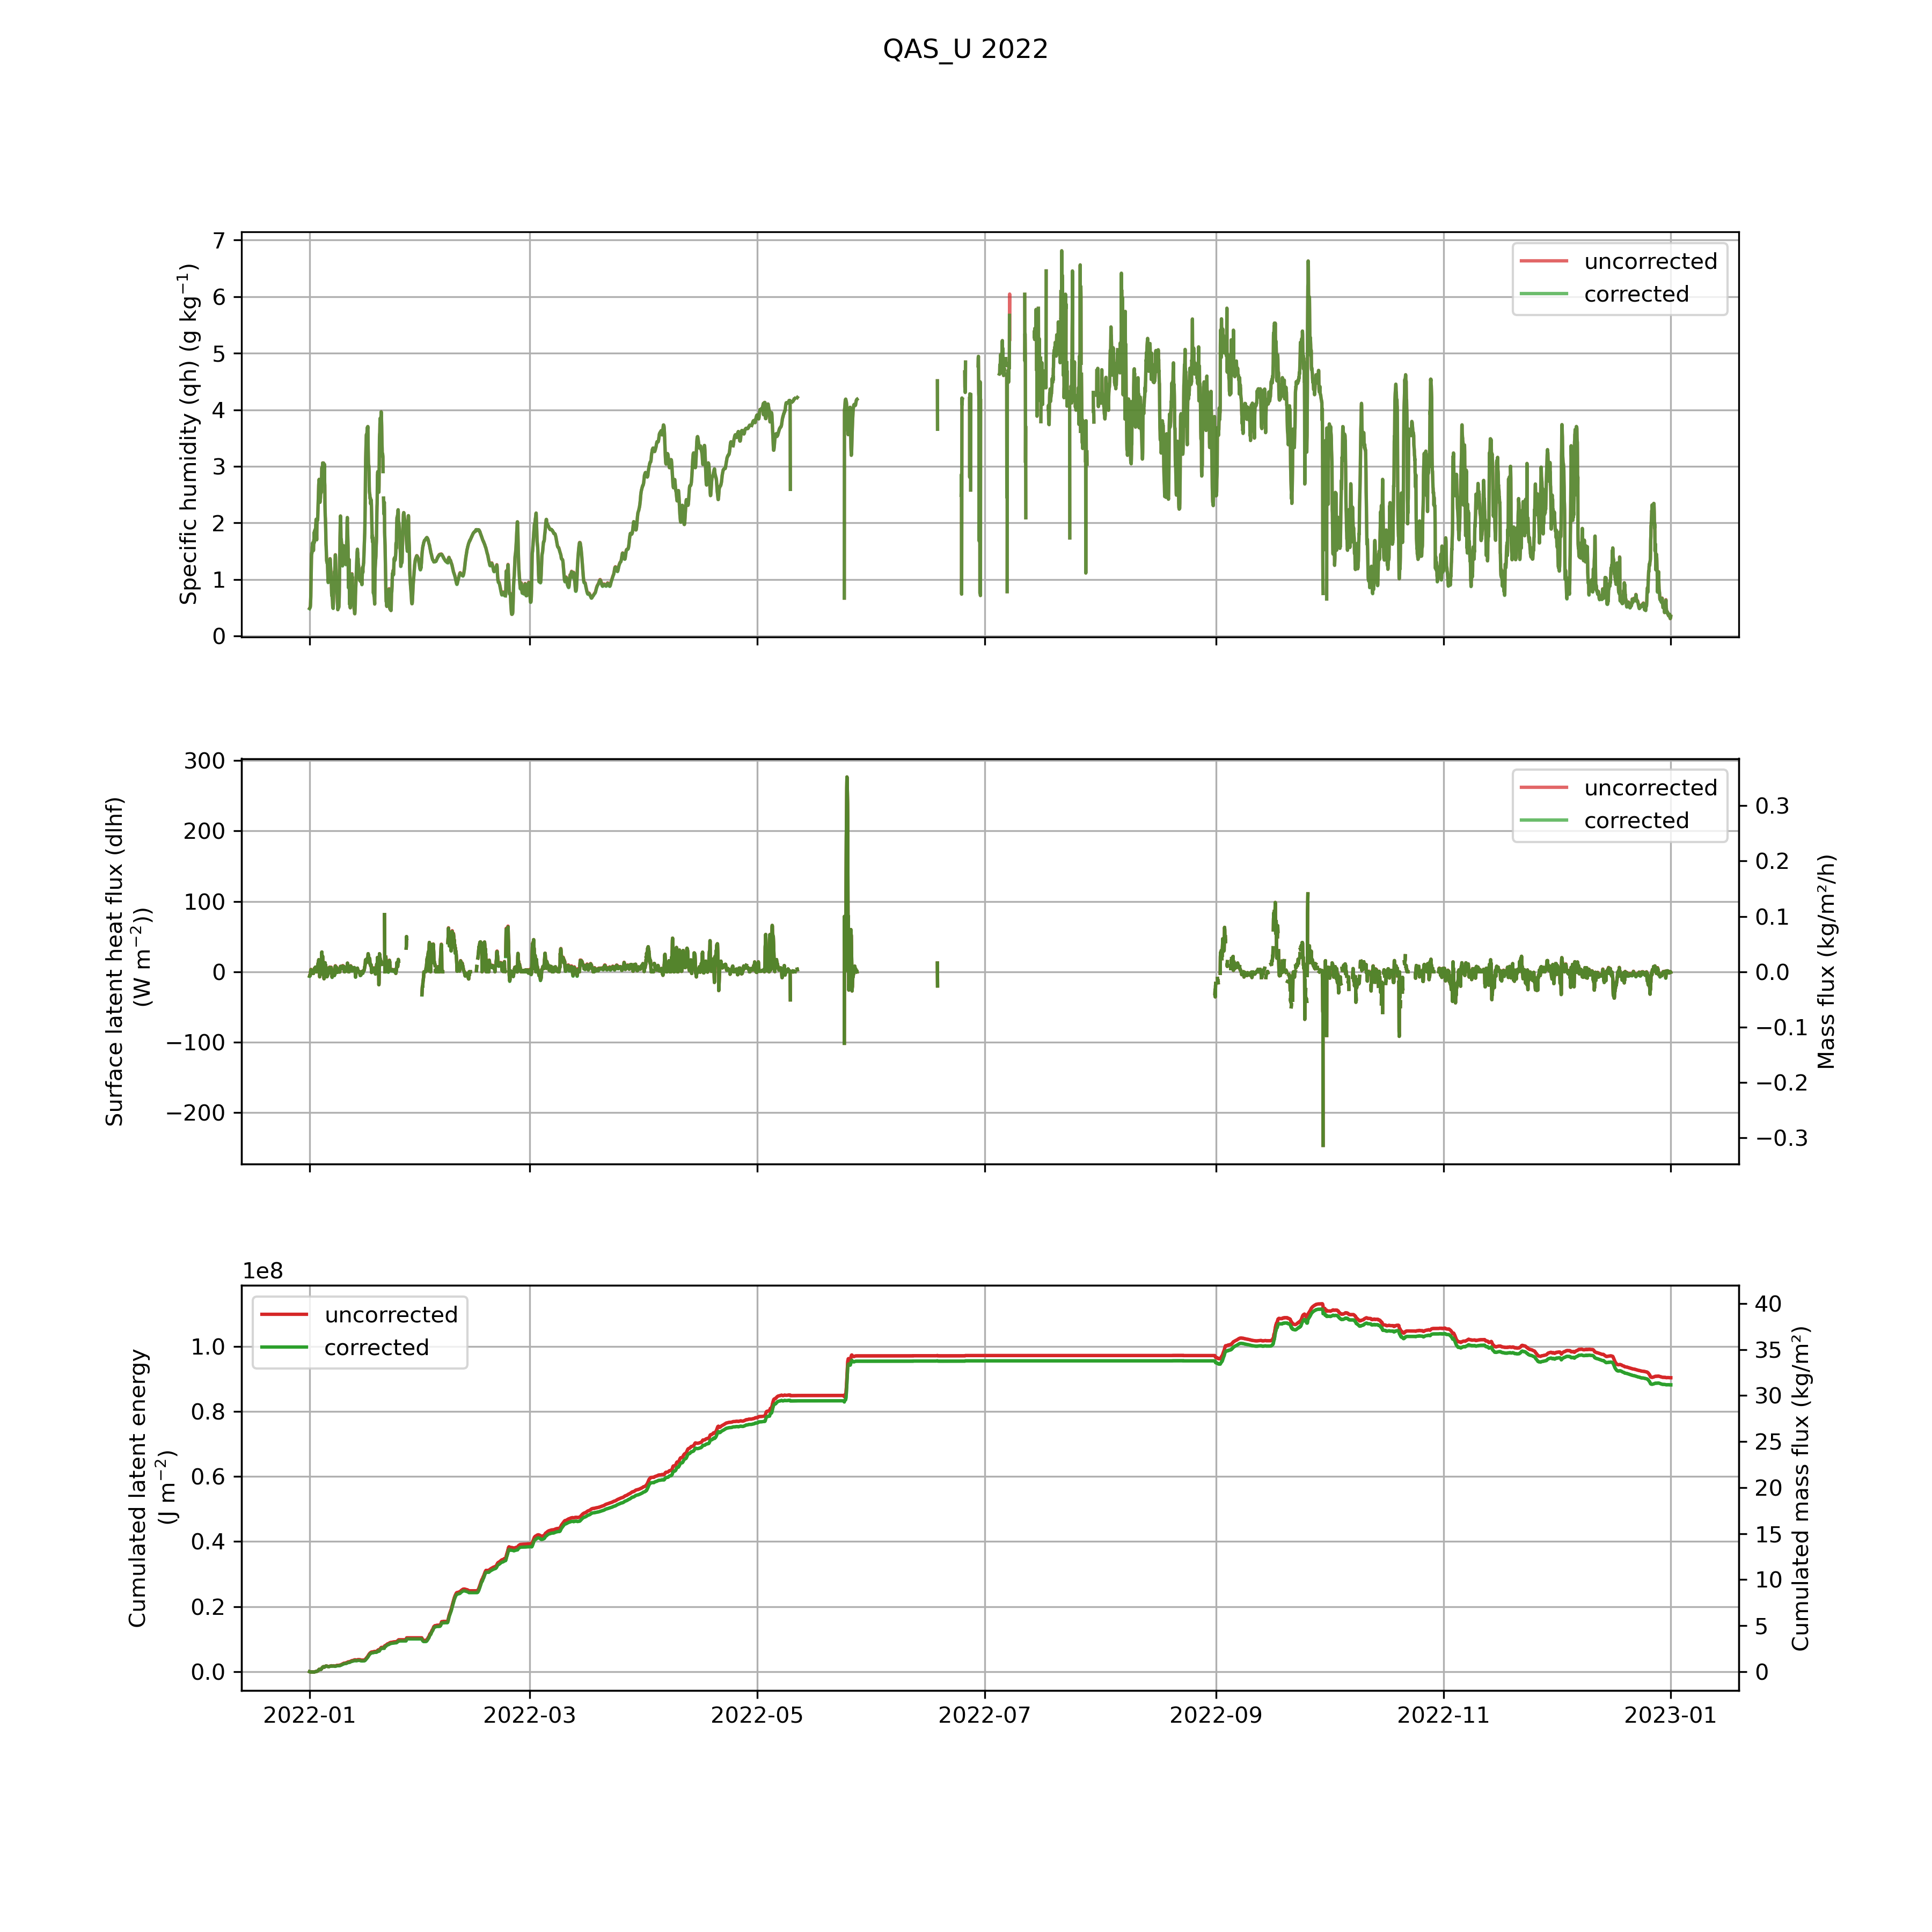 QAS_U 2022
Specific humidity (qh) (g kg⁻¹)
7
6
5
4
3
2
1
0
uncorrected
corrected
Surface latent heat flux (dlhf)
(W m⁻²))
300
200
100
0
−100
−200
uncorrected
corrected
0.3
0.2
0.1
0.0
−0.1
−0.2
−0.3
Mass flux (kg/m²/h)
1e8
Cumulated latent energy
(J m⁻²)
1.0
0.8
0.6
0.4
0.2
0.0
uncorrected
corrected
40
35
30
25
20
15
10
5
0
Cumulated mass flux (kg/m²)
2022-01 2022-03 2022-05 2022-07 2022-09 2022-11 2023-01